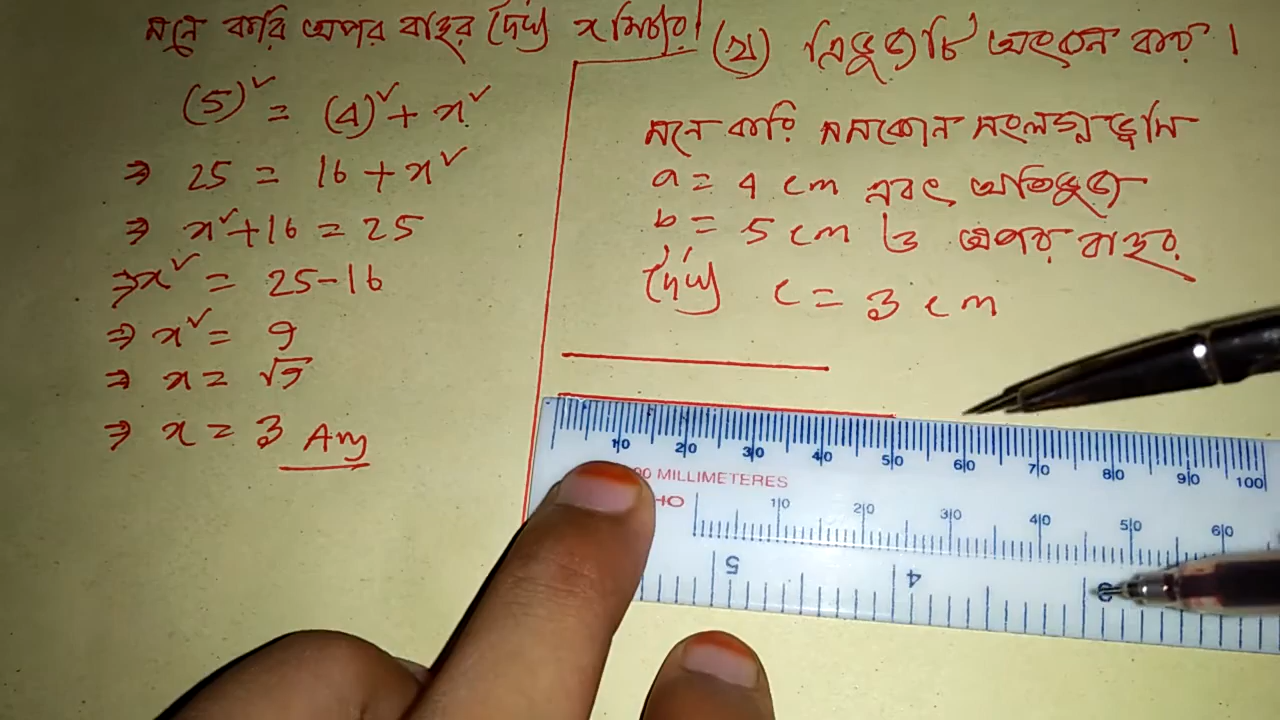 মনে করি অপর বাহুর দৈর্ঘ্য x মিটার।
(5)² = (4)² + x²
⇒ 25 = 16 + x²
⇒ x² + 16 = 25
⇒ x² = 25 - 16
⇒ x² = 9
⇒ x = √9
⇒ x = 3 Ans
(খ) ত্রিভুজটি অংকন কর।
মনে করি সমকোন সংলগ্ন ভূমি
a = 4 cm এবং অতিভুজ
b = 5 cm ও অপর বাহুর
দৈর্ঘ্য c = 3 cm
10 20 30 40 50 60 70 80 90 100
00 MILLIMETERES
10 20 30 40 50 60
5 4